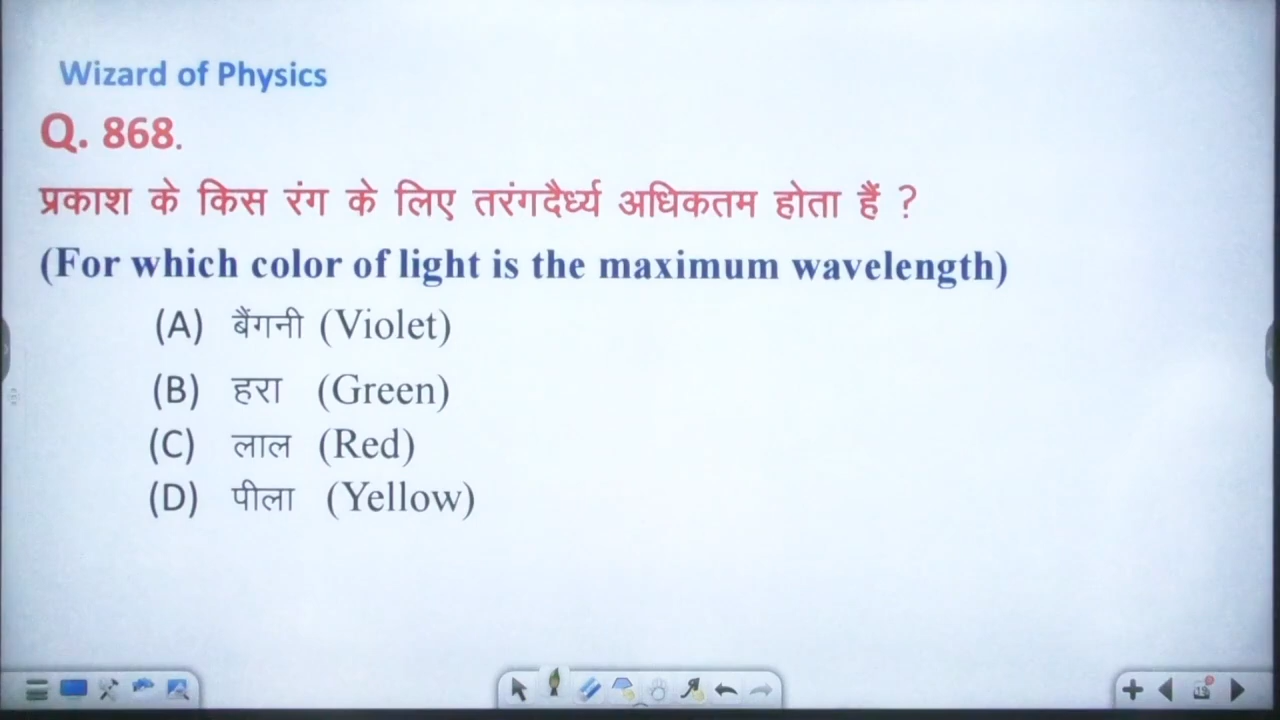 Wizard of Physics
Q. 868.
प्रकाश के किस रंग के लिए तरंगदैर्ध्य अधिकतम होता हैं ?
(For which color of light is the maximum wavelength)
(A) बैंगनी (Violet)
(B) हरा (Green)
(C) लाल (Red)
(D) पीला (Yellow)